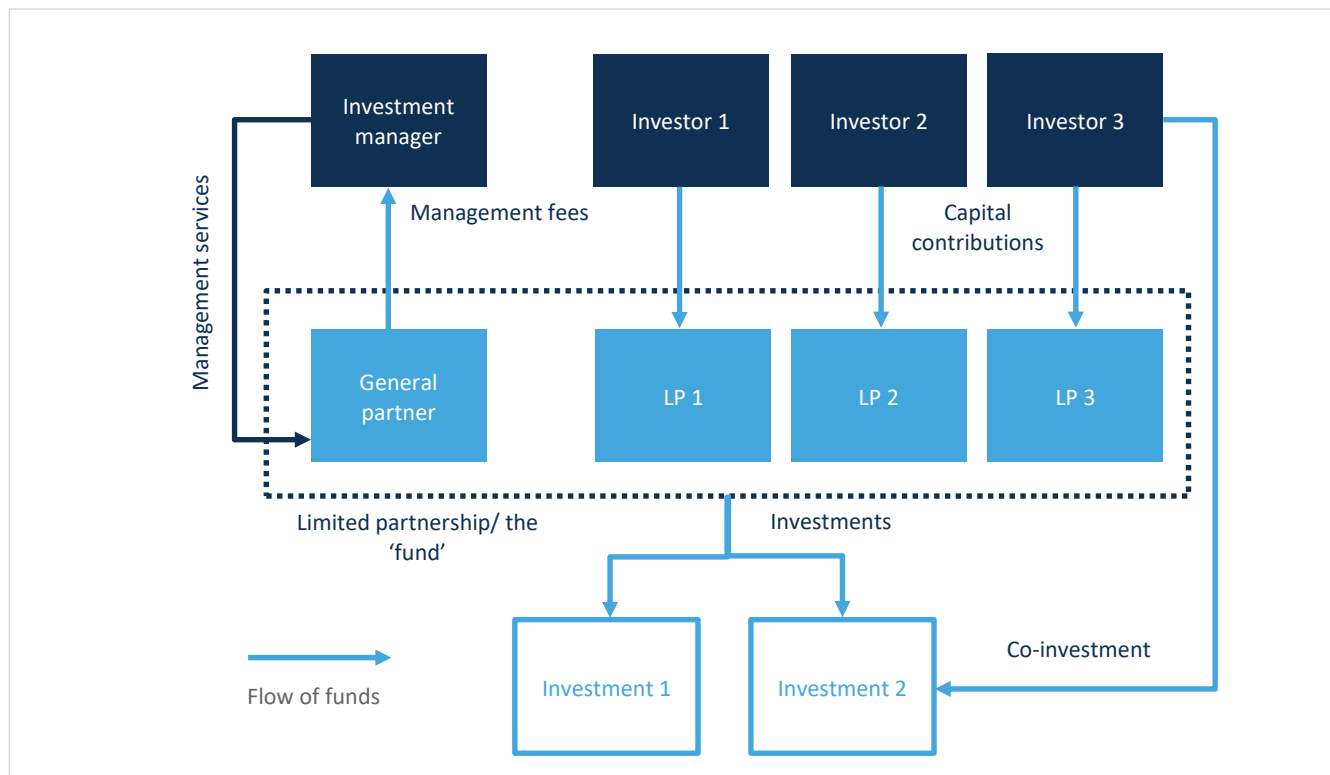 Investment
manager
Investor 1
Investor 2
Investor 3
Management services
Management fees
Capital
contributions
General
partner
LP 1
LP 2
LP 3
Limited partnership/ the
‘fund’
Investments
Co-investment
Investment 1
Investment 2
Flow of funds